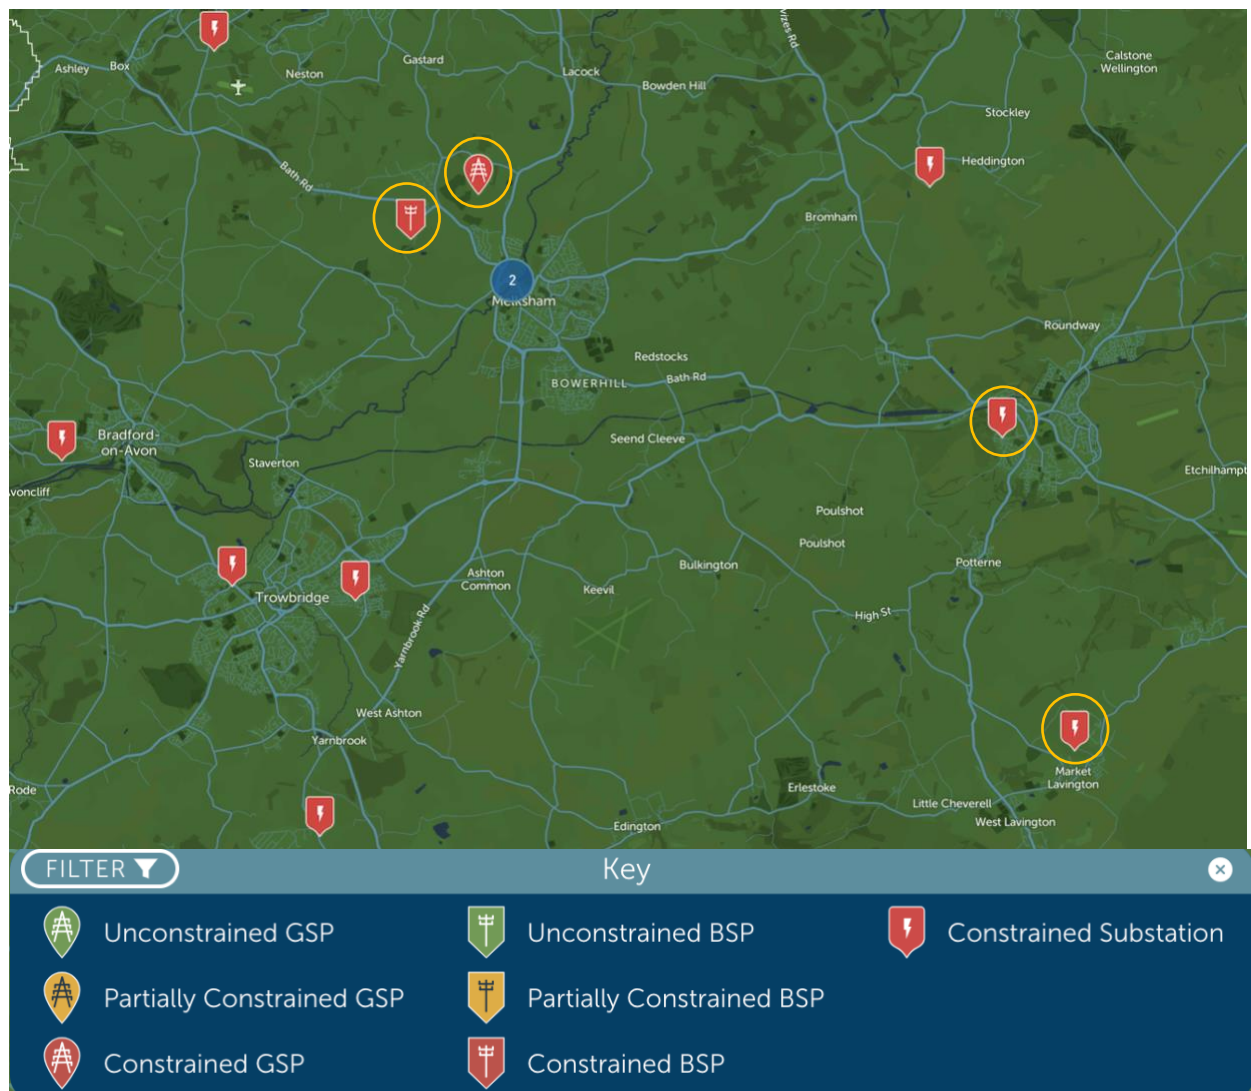 vizes Rd
Ashley
Box
Neston
Gastard
Lacock
Bowden Hill
Calstone
Wellington
Stockley
Heddington
Bath Rd
Bromham
2
Melksham
Roundway
Redstocks
BOWERHILL
Bath Rd
Bradford-
on-Avon
Seend Cleeve
Staverton
Etchilhampt
voncliff
Poulshot
Poulshot
Potterne
Bulkington
Ashton
Common
Keevil
Trowbridge
High St
Yarnbrook Rd
West Ashton
Yarnbrook
Market
Lavington
Rode
Erlestoke
Little Cheverell
West Lavington
Edington
FILTER
Key
Unconstrained GSP
Unconstrained BSP
Constrained Substation
Partially Constrained GSP
Partially Constrained BSP
Constrained GSP
Constrained BSP